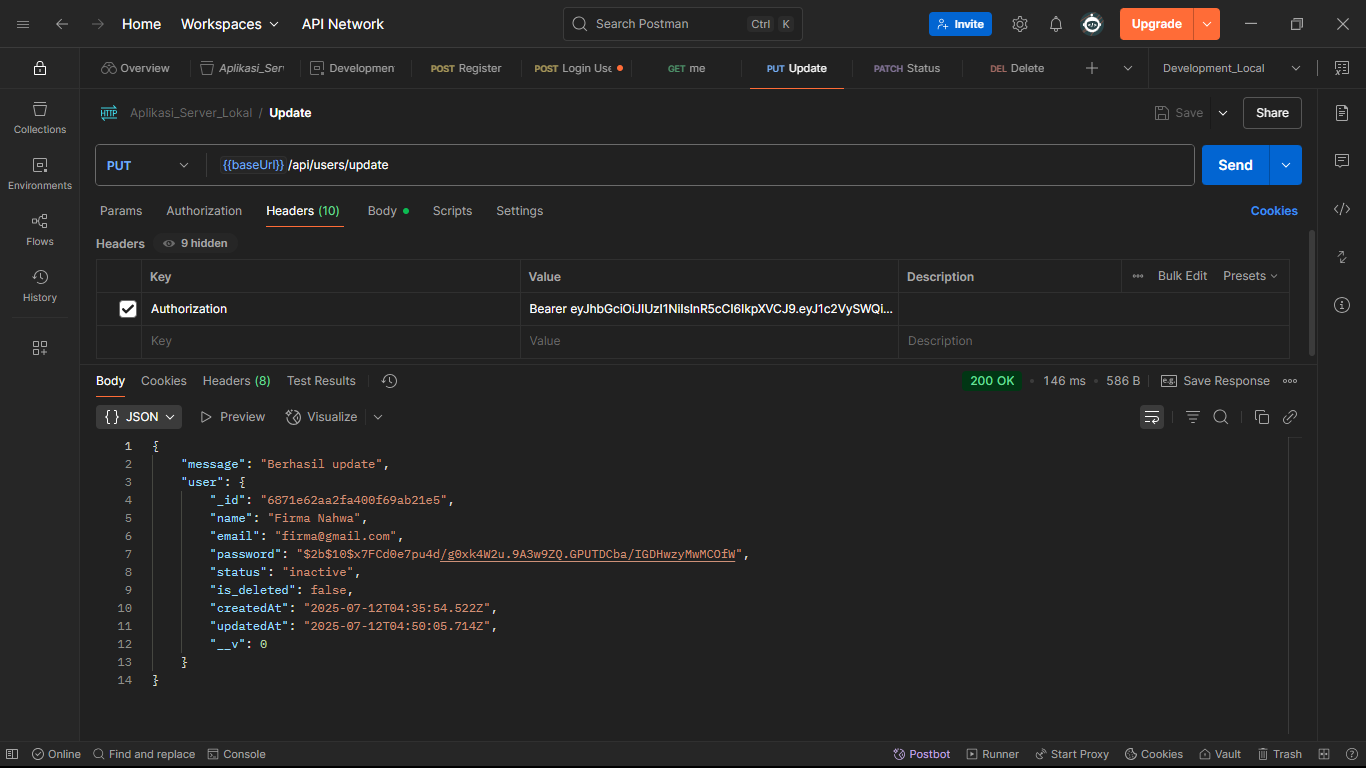 Home Workspaces API Network Search Postman Ctrl K Invite Upgrade
Overview Aplikasi_Ser Developmen POST Register POST Login Use GET me PUT Update PATCH Status DEL Delete Development_Local
Collections
Environments
Flows
History
HTTP Aplikasi_Server_Lokal / Update Save Share
PUT {{baseUrl}} /api/users/update Send
Params Authorization Headers (10) Body Scripts Settings Cookies
Headers 9 hidden
Key Value Description Bulk Edit Presets
Authorization Bearer eyJhbGciOiJIUzI1NiIsInR5cCI6IkpXVCJ9.eyJ1c2VySWQi...
Key Value Description
Body Cookies Headers (8) Test Results 200 OK 146 ms 586 B e.g. Save Response
{} JSON Preview Visualize
1 {
2 "message": "Berhasil update",
3 "user": {
4 "_id": "6871e62aa2fa400f69ab21e5",
5 "name": "Firma Nahwa",
6 "email": "firma@gmail.com",
7 "password": "$2b$10$x7FCd0e7pu4d/g0xk4W2u.9A3w9ZQ.GPUTDCba/IGDHwzyMwMCOfW",
8 "status": "inactive",
9 "is_deleted": false,
10 "createdAt": "2025-07-12T04:35:54.522Z",
11 "updatedAt": "2025-07-12T04:50:05.714Z",
12 "__v": 0
13 }
14 }
Online Find and replace Console Postbot Runner Start Proxy Cookies Vault Trash